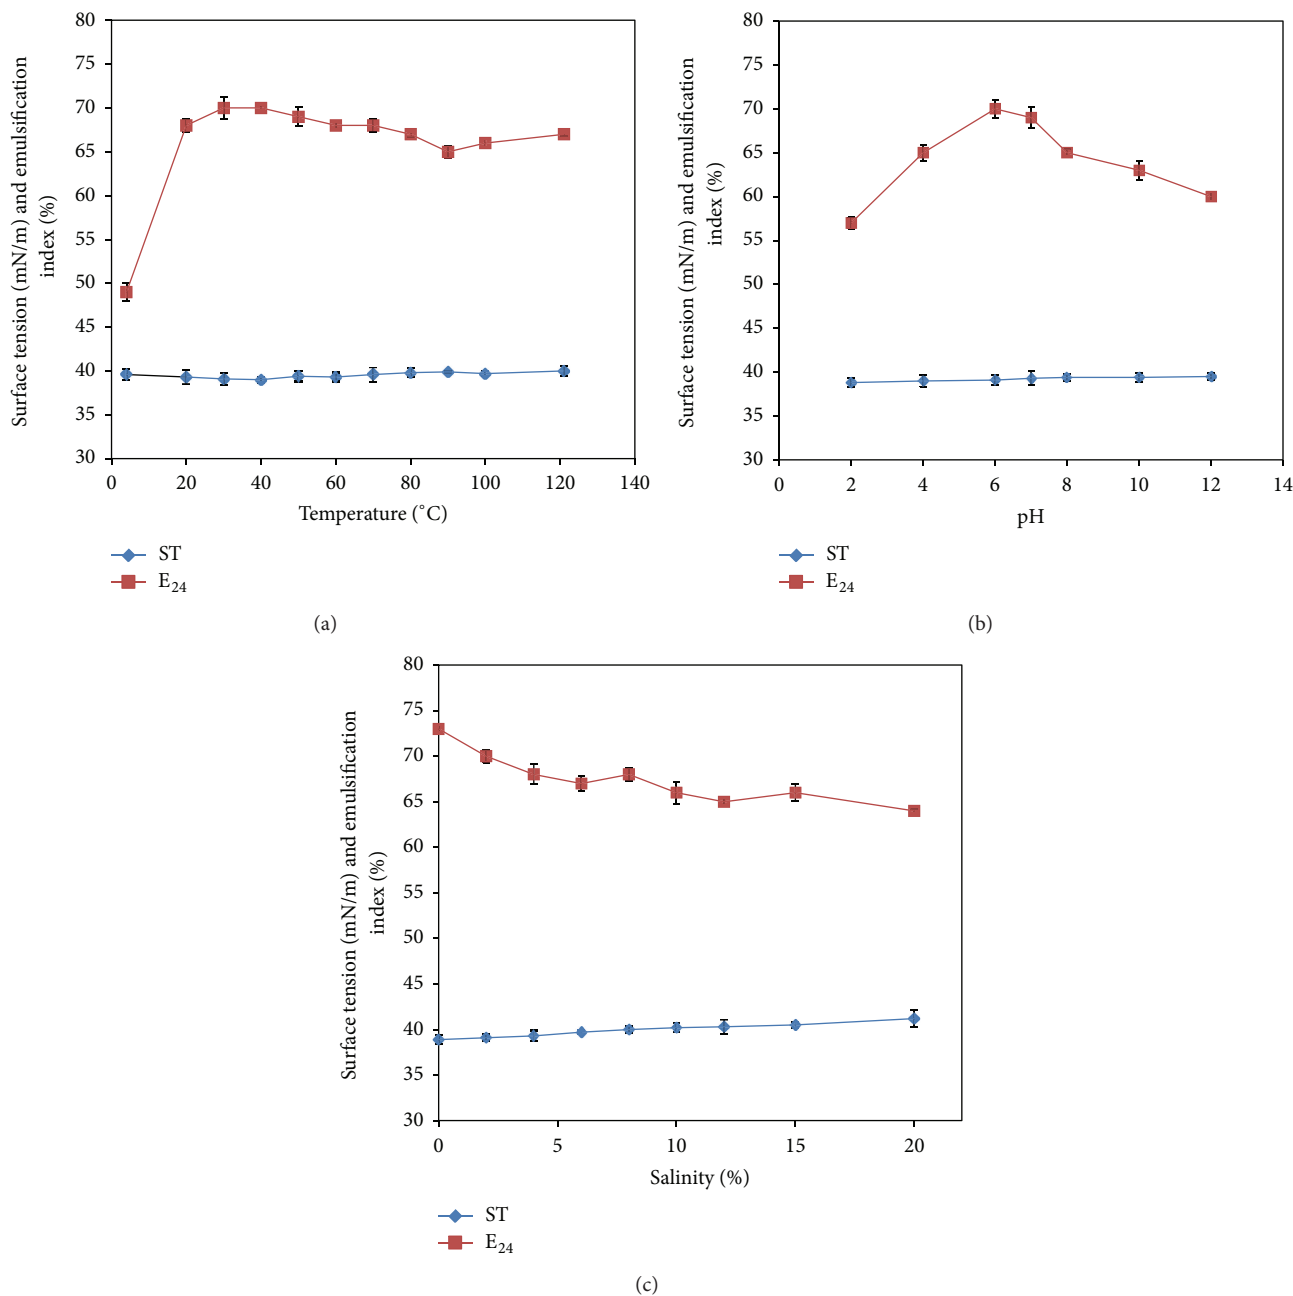 Surface tension (mN/m) and emulsification
index (%)
80
75
70
65
60
55
50
45
40
35
30
0 20 40 60 80 100 120 140
Temperature (°C)
ST
E24
(a)
Surface tension (mN/m) and emulsification
index (%)
80
75
70
65
60
55
50
45
40
35
30
0 2 4 6 8 10 12 14
pH
ST
E24
(b)
Surface tension (mN/m) and emulsification
index (%)
80
75
70
65
60
55
50
45
40
35
30
0 5 10 15 20
Salinity (%)
ST
E24
(c)